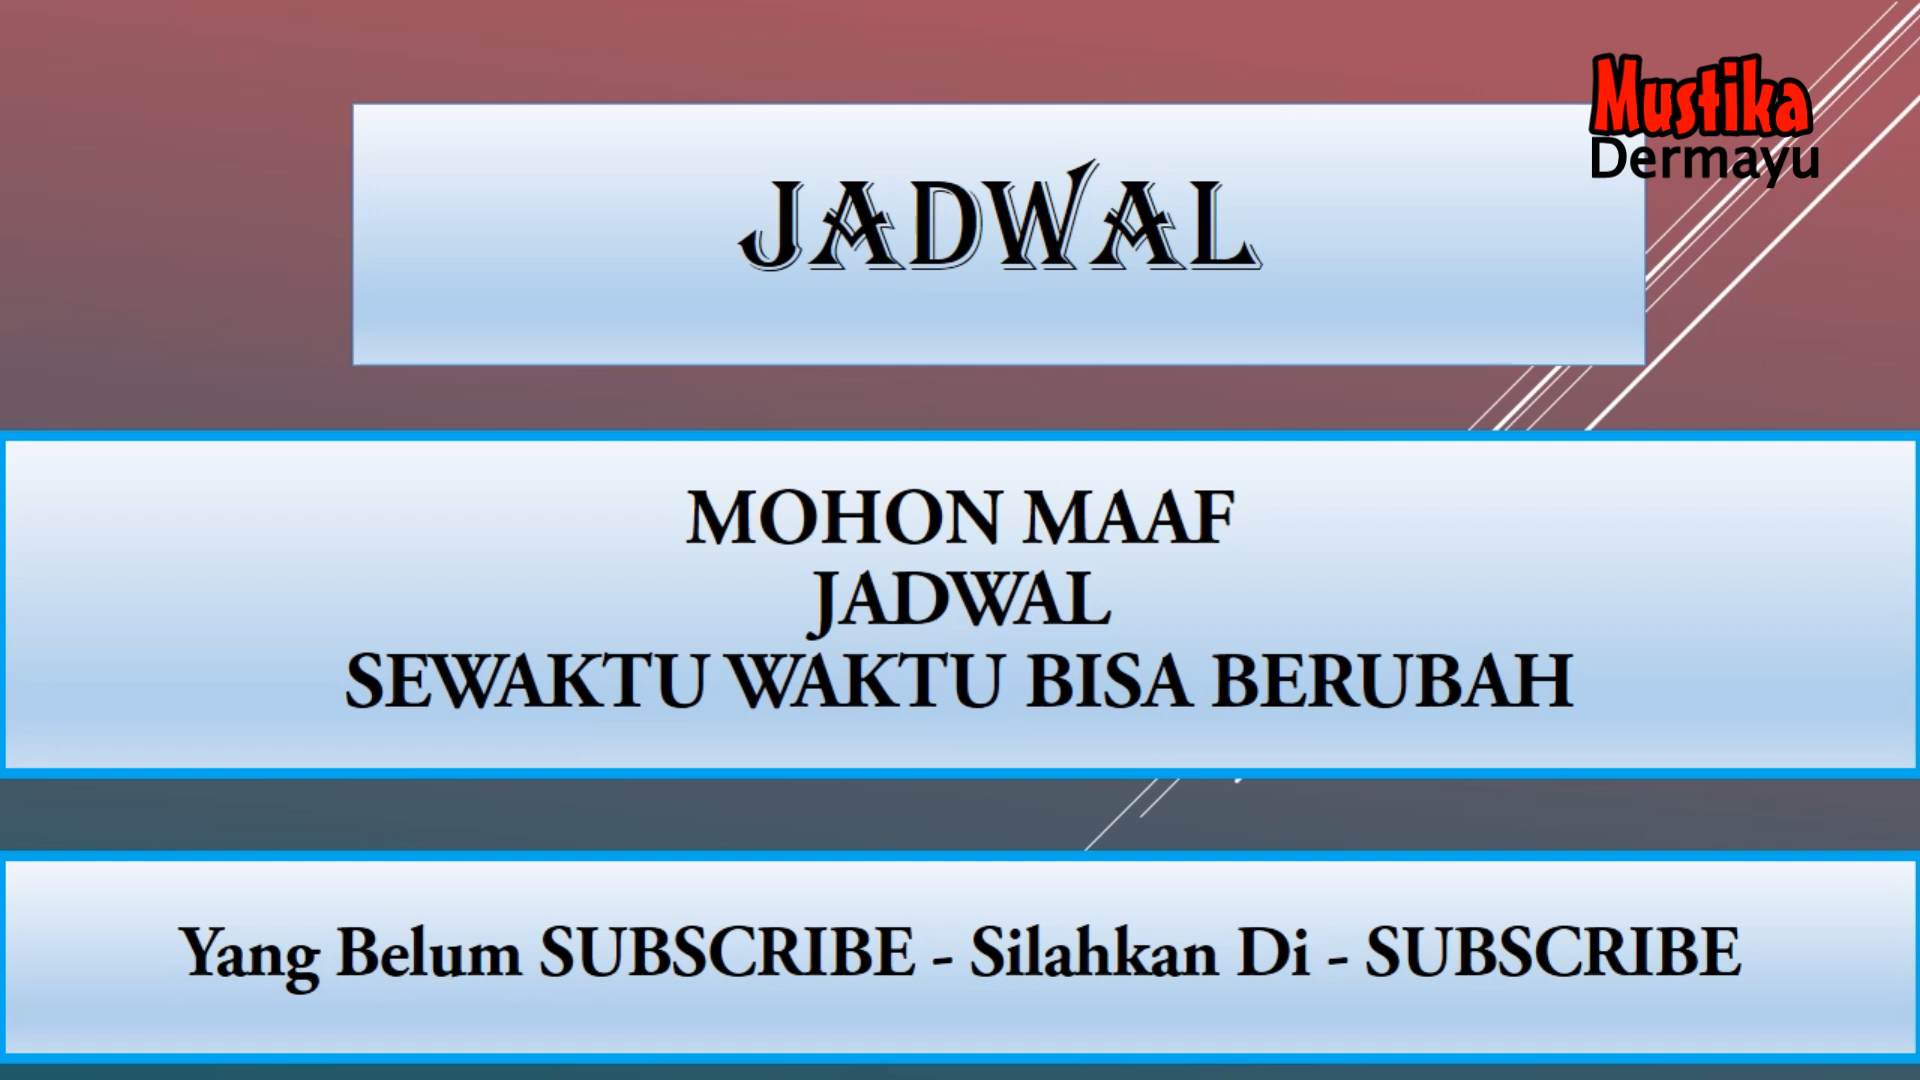 Mustika
Dermayu
JADWAL
MOHON MAAF
JADWAL
SEWAKTU WAKTU BISA BERUBAH
Yang Belum SUBSCRIBE - Silahkan Di - SUBSCRIBE